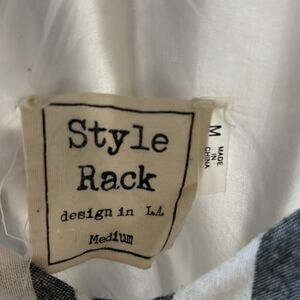 Style
Rack
design in L.A.
Medium
M
MADE
IN
CHINA